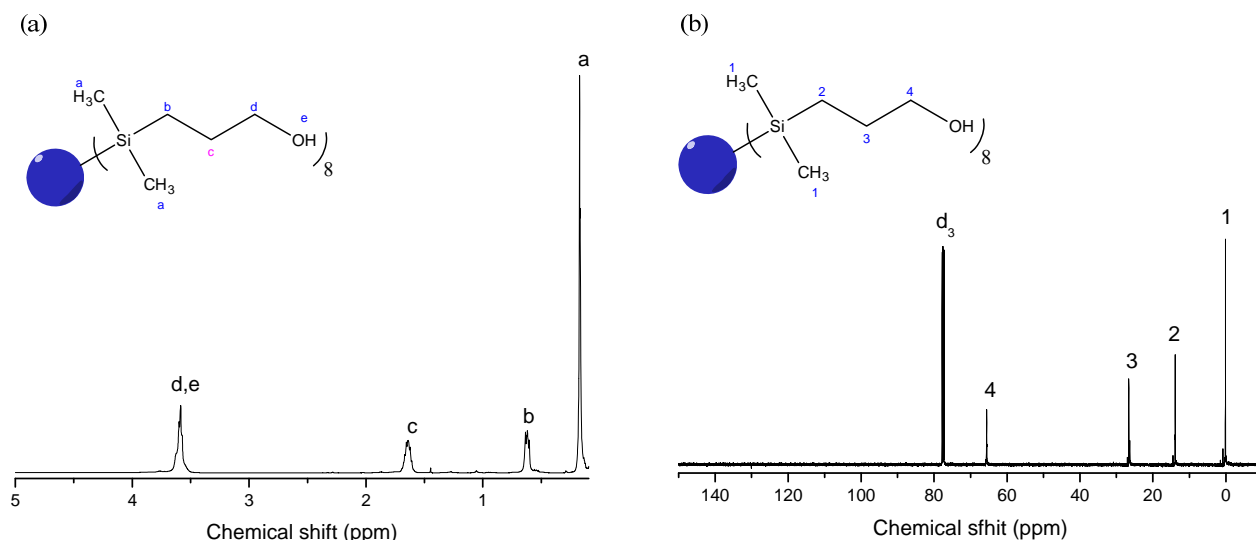 (a)
a
H3C
b
d
e
Si
OH
c
CH3
a
8
a
d,e
c
b
5
4
3
2
1
Chemical shift (ppm)
(b)
1
H3C
2
4
Si
OH
3
CH3
1
8
d3
4
3
2
1
140
120
100
80
60
40
20
0
Chemical sfhit (ppm)